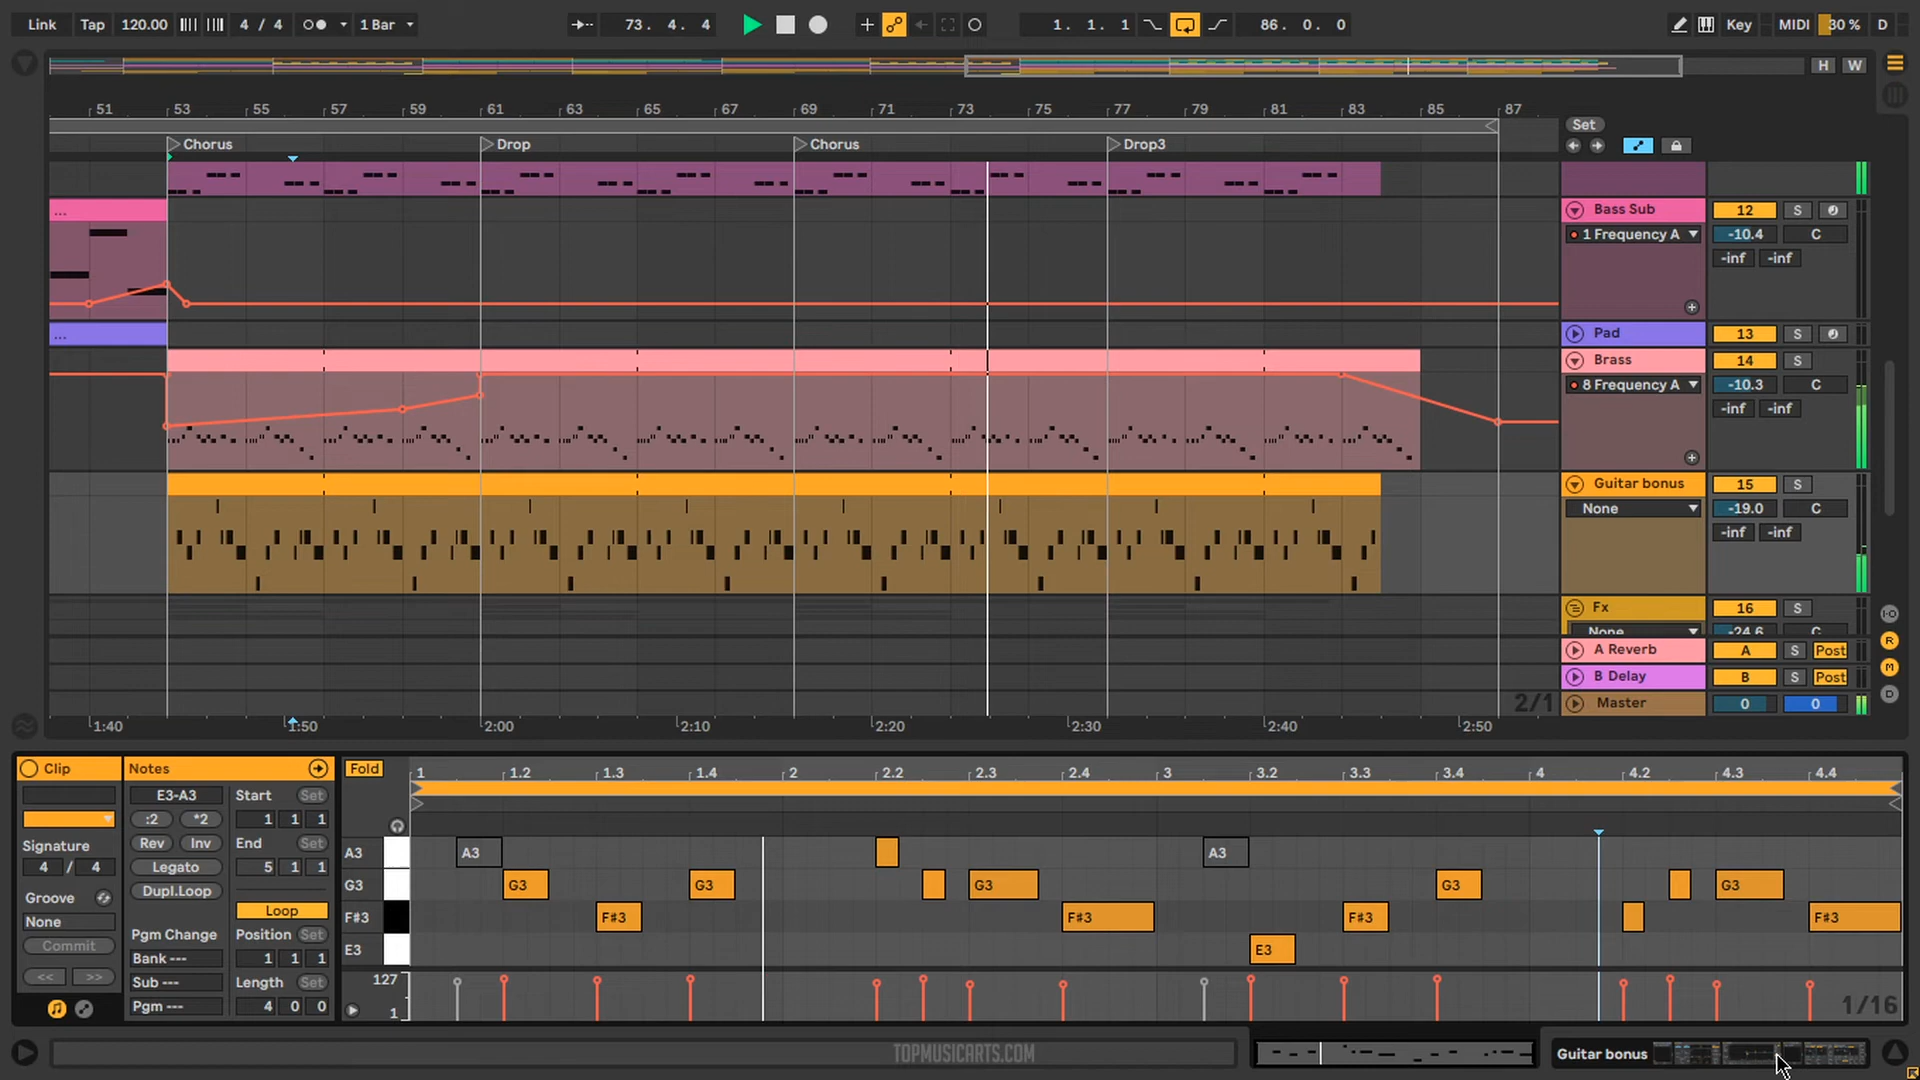 Link Tap 120.00 4 / 4 1 Bar 73. 4. 4 1. 1. 1 86. 0. 0 Key MIDI 30 % D
H W
51 53 55 57 59 61 63 65 67 69 71 73 75 77 79 81 83 85 87
Set
Chorus Drop Chorus Drop3
... Bass Sub 12 S
1 Frequency A -10.4 C
-inf -inf
... Pad 13 S
Brass 14 S
8 Frequency A -10.3 C
-inf -inf
Guitar bonus 15 S
None -19.0 C
-inf -inf
Fx 16 S
None -24.6 C
A Reverb A S Post
B Delay B S Post
2/1 Master 0 0
I-O
R
M
D
1:40 1:50 2:00 2:10 2:20 2:30 2:40 2:50
Clip Notes Fold 1 1.2 1.3 1.4 2 2.2 2.3 2.4 3 3.2 3.3 3.4 4 4.2 4.3 4.4
E3-A3 Start Set
:2 *2 1 1 1
Signature Rev Inv End Set
4 / 4 Legato 5 1 1
Dupl.Loop
Groove Loop
None Pgm Change Position Set
Commit Bank --- 1 1 1
<< >> Sub --- Length Set
Pgm --- 4 0 0
A3 A3 A3
G3 G3 G3 G3 G3 G3
F#3 F#3 F#3 F#3 F#3
E3 E3
127
1 1/16
TOPMUSICARTS.COM Guitar bonus